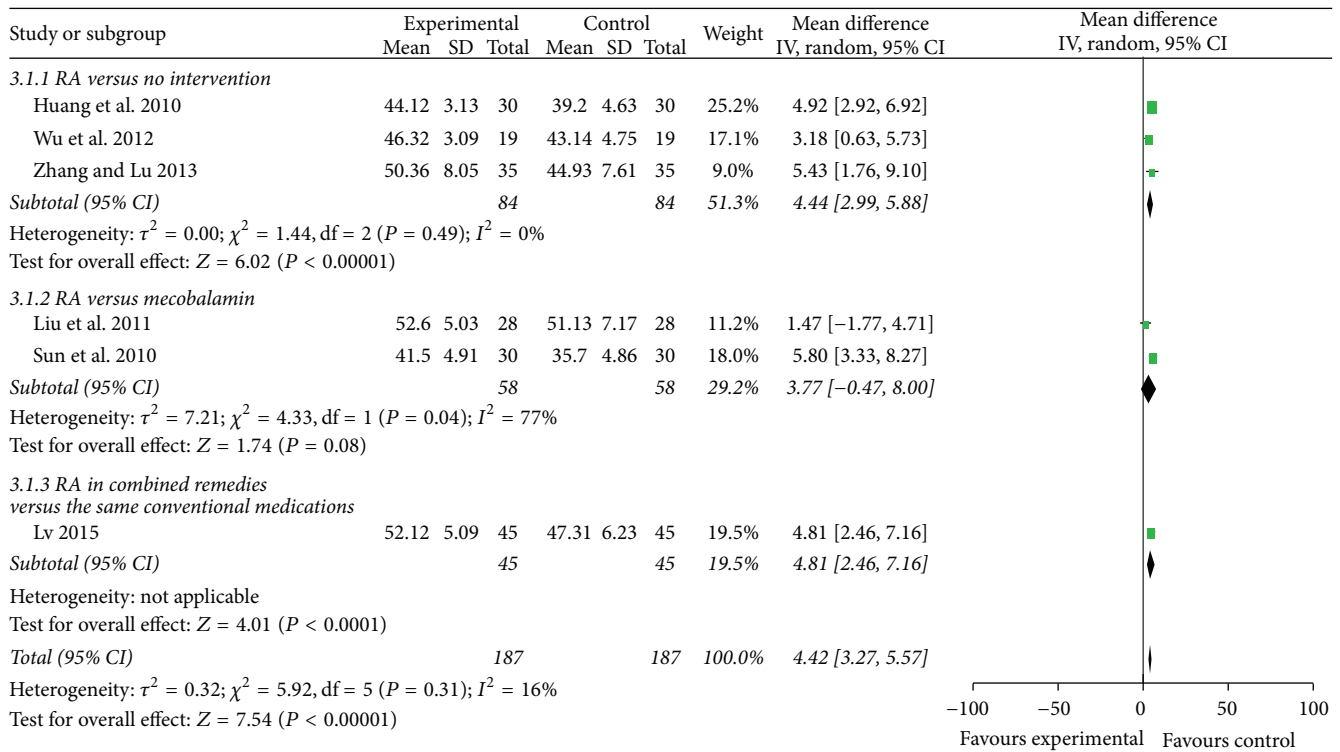 Study or subgroup Experimental Control Weight Mean difference Mean difference
Mean SD Total Mean SD Total IV, random, 95% CI IV, random, 95% CI
3.1.1 RA versus no intervention
Huang et al. 2010 44.12 3.13 30 39.2 4.63 30 25.2% 4.92 [2.92, 6.92]
Wu et al. 2012 46.32 3.09 19 43.14 4.75 19 17.1% 3.18 [0.63, 5.73]
Zhang and Lu 2013 50.36 8.05 35 44.93 7.61 35 9.0% 5.43 [1.76, 9.10]
Subtotal (95% CI) 84 84 51.3% 4.44 [2.99, 5.88]
Heterogeneity: τ² = 0.00; χ² = 1.44, df = 2 (P = 0.49); I² = 0%
Test for overall effect: Z = 6.02 (P < 0.00001)
3.1.2 RA versus mecobalamin
Liu et al. 2011 52.6 5.03 28 51.13 7.17 28 11.2% 1.47 [−1.77, 4.71]
Sun et al. 2010 41.5 4.91 30 35.7 4.86 30 18.0% 5.80 [3.33, 8.27]
Subtotal (95% CI) 58 58 29.2% 3.77 [−0.47, 8.00]
Heterogeneity: τ² = 7.21; χ² = 4.33, df = 1 (P = 0.04); I² = 77%
Test for overall effect: Z = 1.74 (P = 0.08)
3.1.3 RA in combined remedies
versus the same conventional medications
Lv 2015 52.12 5.09 45 47.31 6.23 45 19.5% 4.81 [2.46, 7.16]
Subtotal (95% CI) 45 45 19.5% 4.81 [2.46, 7.16]
Heterogeneity: not applicable
Test for overall effect: Z = 4.01 (P < 0.0001)
Total (95% CI) 187 187 100.0% 4.42 [3.27, 5.57]
Heterogeneity: τ² = 0.32; χ² = 5.92, df = 5 (P = 0.31); I² = 16%
Test for overall effect: Z = 7.54 (P < 0.00001)
−100 −50 0 50 100
Favours experimental Favours control